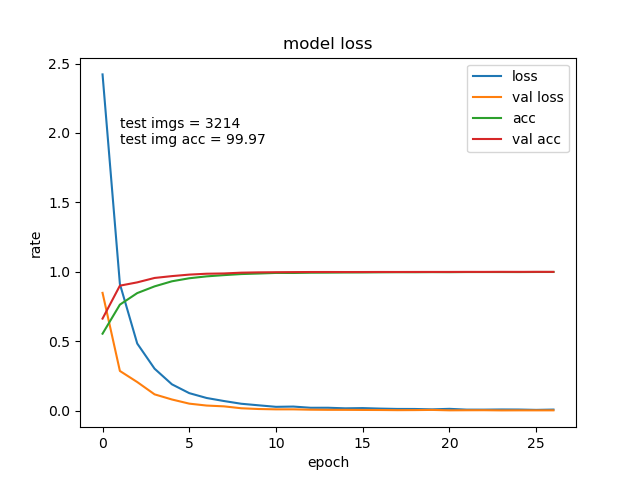 model loss
2.5
2.0
1.5
1.0
0.5
0.0
rate
test imgs = 3214
test img acc = 99.97
loss
val loss
acc
val acc
0 5 10 15 20 25
epoch